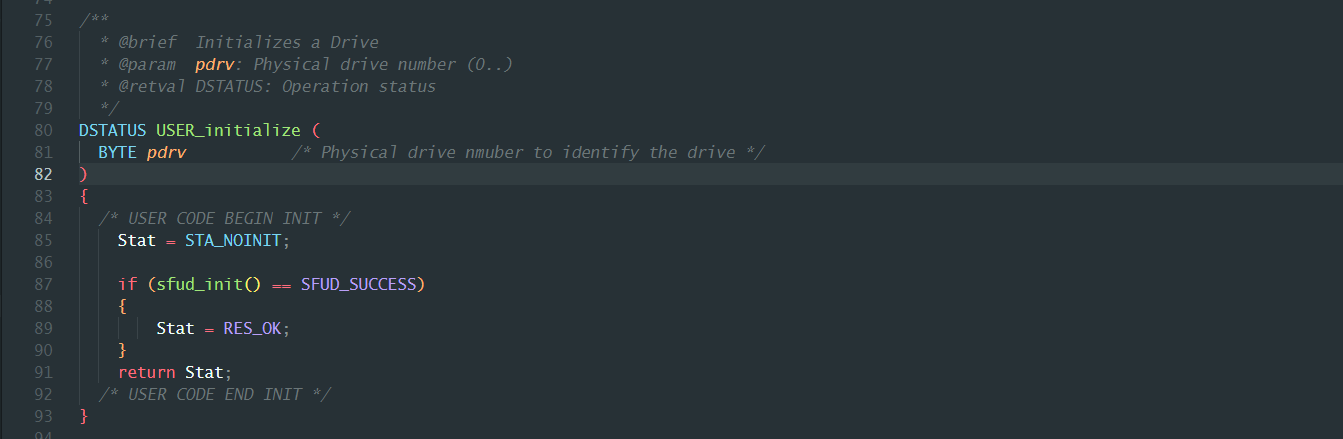 75 /**
76 * @brief Initializes a Drive
77 * @param pdrv: Physical drive number (0..)
78 * @retval DSTATUS: Operation status
79 */
80 DSTATUS USER_initialize (
81 BYTE pdrv /* Physical drive nmuber to identify the drive */
82 )
83 {
84 /* USER CODE BEGIN INIT */
85 Stat = STA_NOINIT;
86
87 if (sfud_init() == SFUD_SUCCESS)
88 {
89 Stat = RES_OK;
90 }
91 return Stat;
92 /* USER CODE END INIT */
93 }